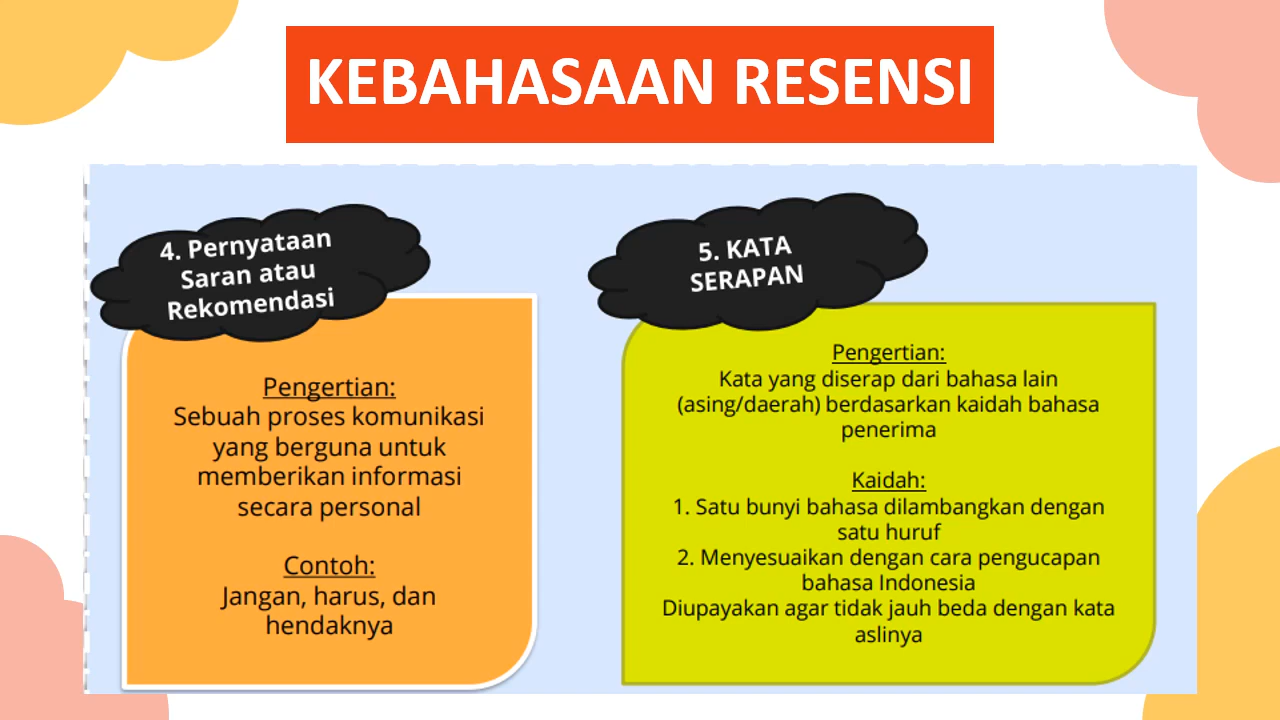 KEBAHASAAN RESENSI
4. Pernyataan
Saran atau
Rekomendasi
Pengertian:
Sebuah proses komunikasi
yang berguna untuk
memberikan informasi
secara personal
Contoh:
Jangan, harus, dan
hendaknya
5. KATA
SERAPAN
Pengertian:
Kata yang diserap dari bahasa lain
(asing/daerah) berdasarkan kaidah bahasa
penerima
Kaidah:
1. Satu bunyi bahasa dilambangkan dengan
satu huruf
2. Menyesuaikan dengan cara pengucapan
bahasa Indonesia
Diupayakan agar tidak jauh beda dengan kata
aslinya